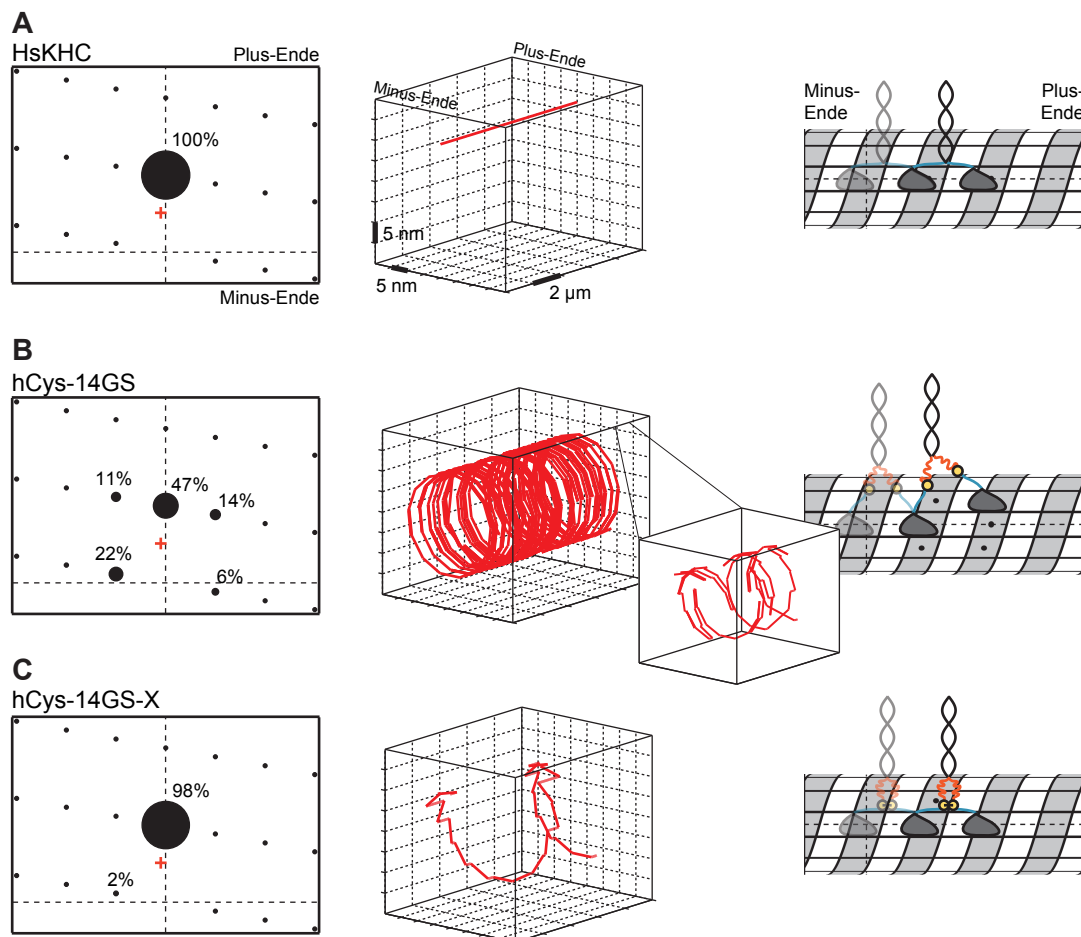 A
HsKHC
Plus-Ende
100%
Minus-Ende
Plus-Ende
Minus-Ende
5 nm
5 nm
2 µm
Minus-
Ende
Plus-
Ende
B
hCys-14GS
11%
47%
14%
22%
6%
C
hCys-14GS-X
98%
2%